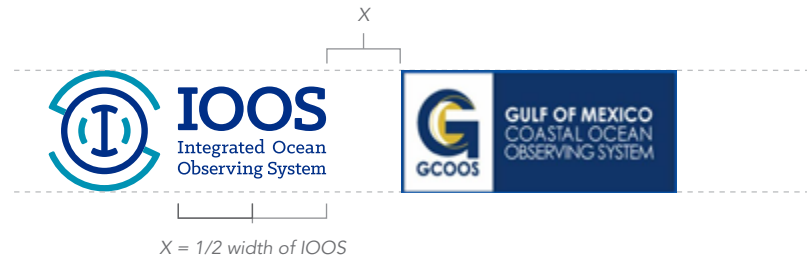 X
IOOS
Integrated Ocean
Observing System
GCOOS
GULF OF MEXICO
COASTAL OCEAN
OBSERVING SYSTEM
X = 1/2 width of IOOS